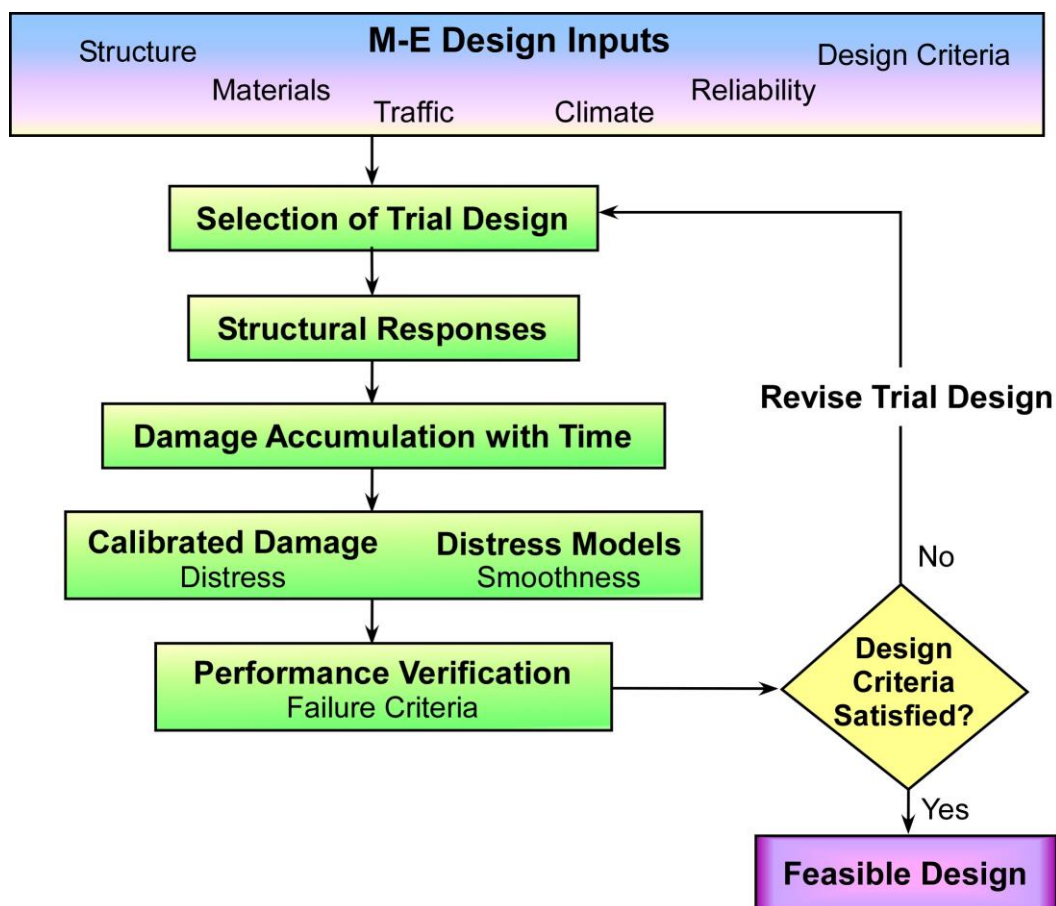 M-E Design Inputs
Structure
Design Criteria
Materials
Reliability
Traffic
Climate
Selection of Trial Design
Structural Responses
Damage Accumulation with Time
Calibrated Damage
Distress
Distress Models
Smoothness
Performance Verification
Failure Criteria
Design
Criteria
Satisfied?
No
Revise Trial Design
Yes
Feasible Design